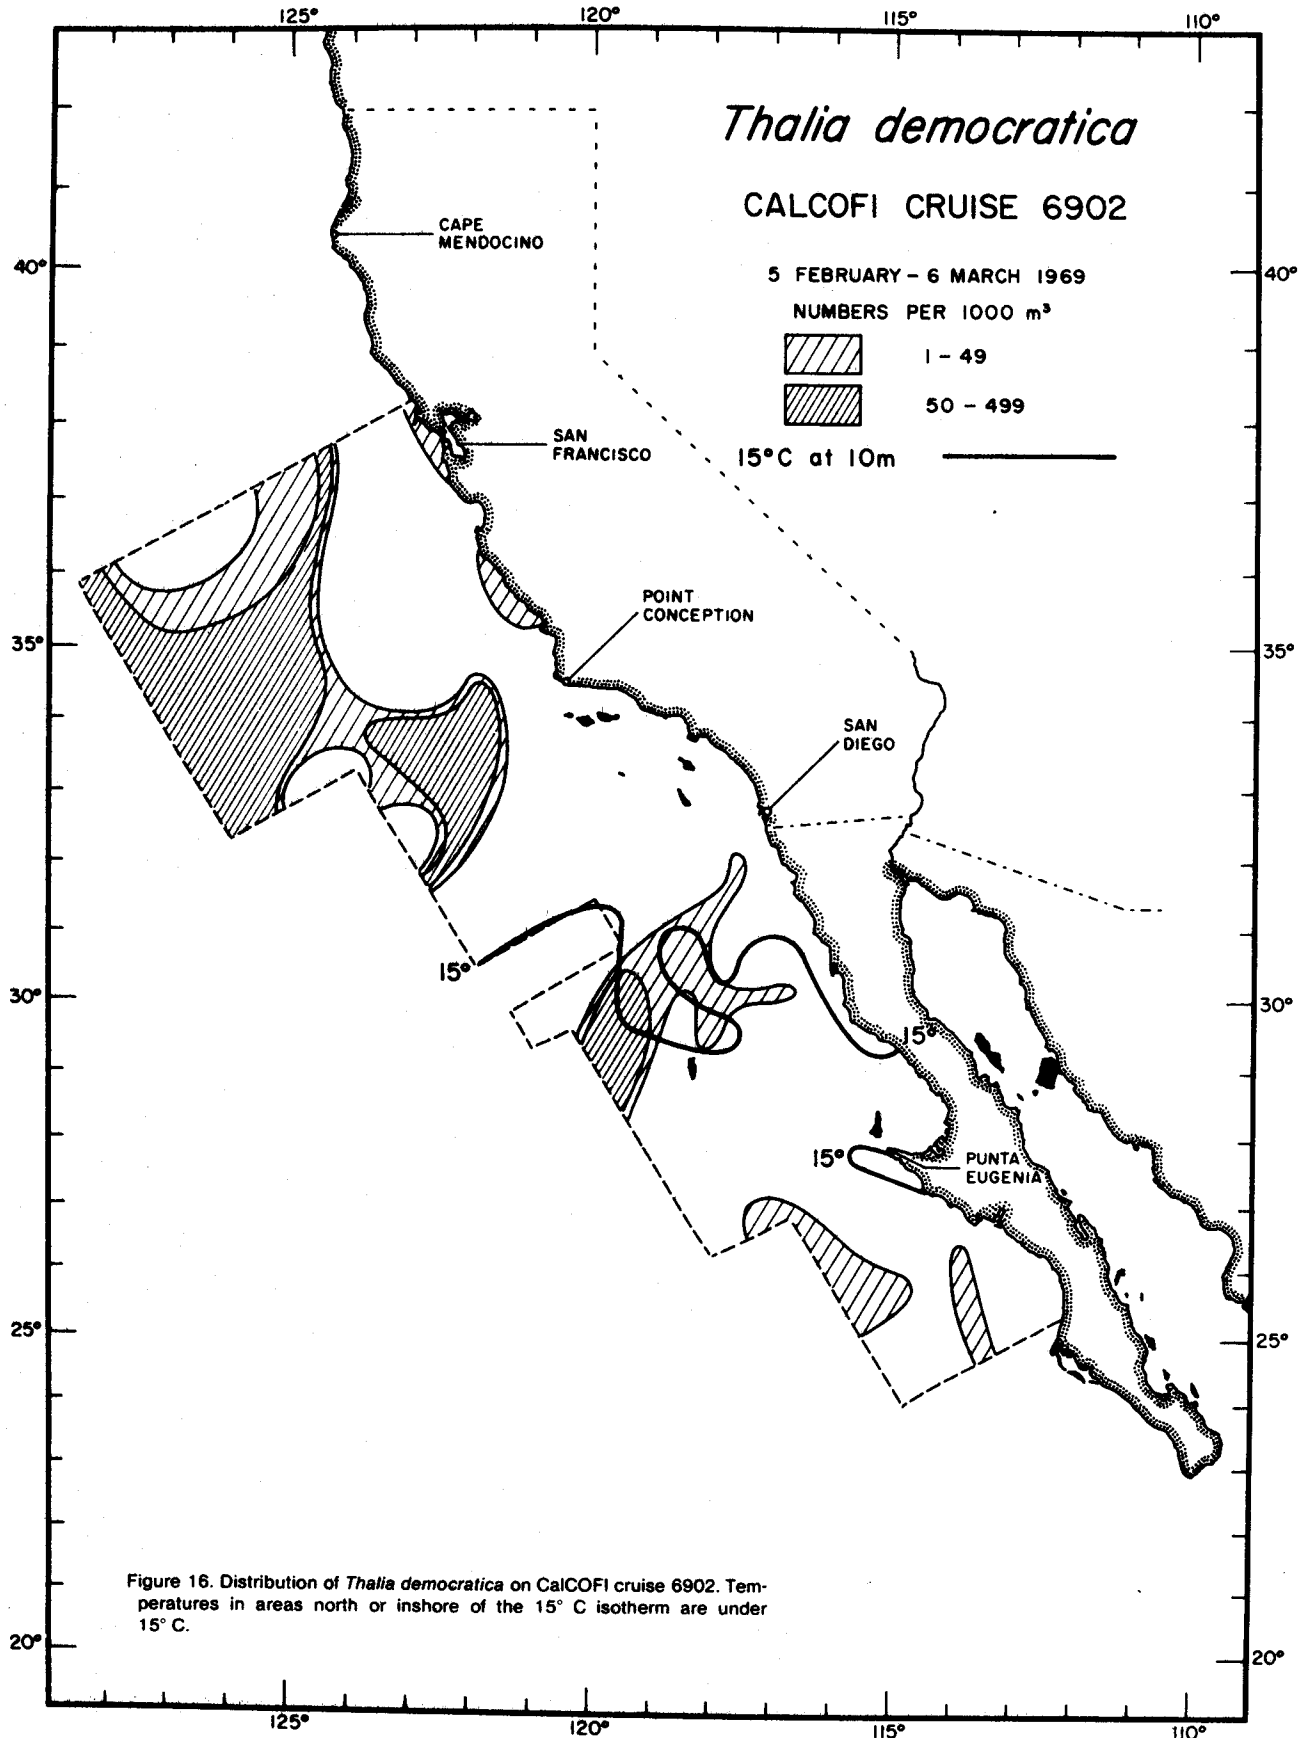 125° 120° 115° 110°
Thalia democratica
CALCOFI CRUISE 6902
CAPE
MENDOCINO
40° 40°
5 FEBRUARY – 6 MARCH 1969
NUMBERS PER 1000 m³
1 – 49
50 – 499
SAN
FRANCISCO
15°C at 10m
POINT
CONCEPTION
35° 35°
SAN
DIEGO
15°
30° 30°
15°
15°
PUNTA
EUGENIA
25° 25°
Figure 16. Distribution of Thalia democratica on CalCOFI cruise 6902. Tem-
peratures in areas north or inshore of the 15° C isotherm are under
15° C.
20° 20°
125° 120° 115° 110°